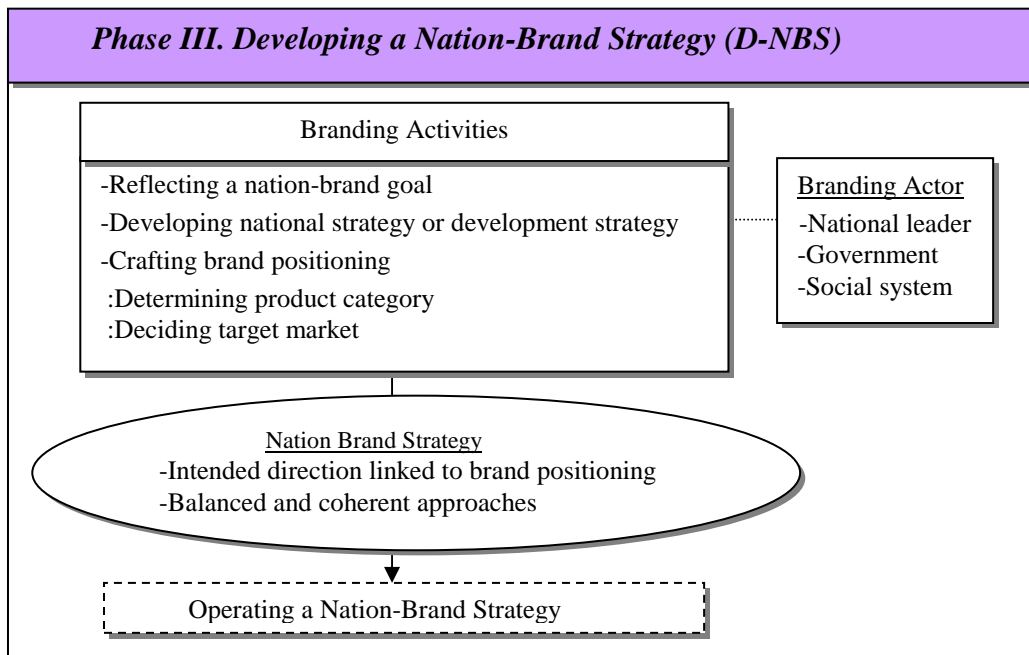 Phase III. Developing a Nation-Brand Strategy (D-NBS)
Branding Activities
-Reflecting a nation-brand goal
-Developing national strategy or development strategy
-Crafting brand positioning
:Determining product category
:Deciding target market
Branding Actor
-National leader
-Government
-Social system
Nation Brand Strategy
-Intended direction linked to brand positioning
-Balanced and coherent approaches
Operating a Nation-Brand Strategy